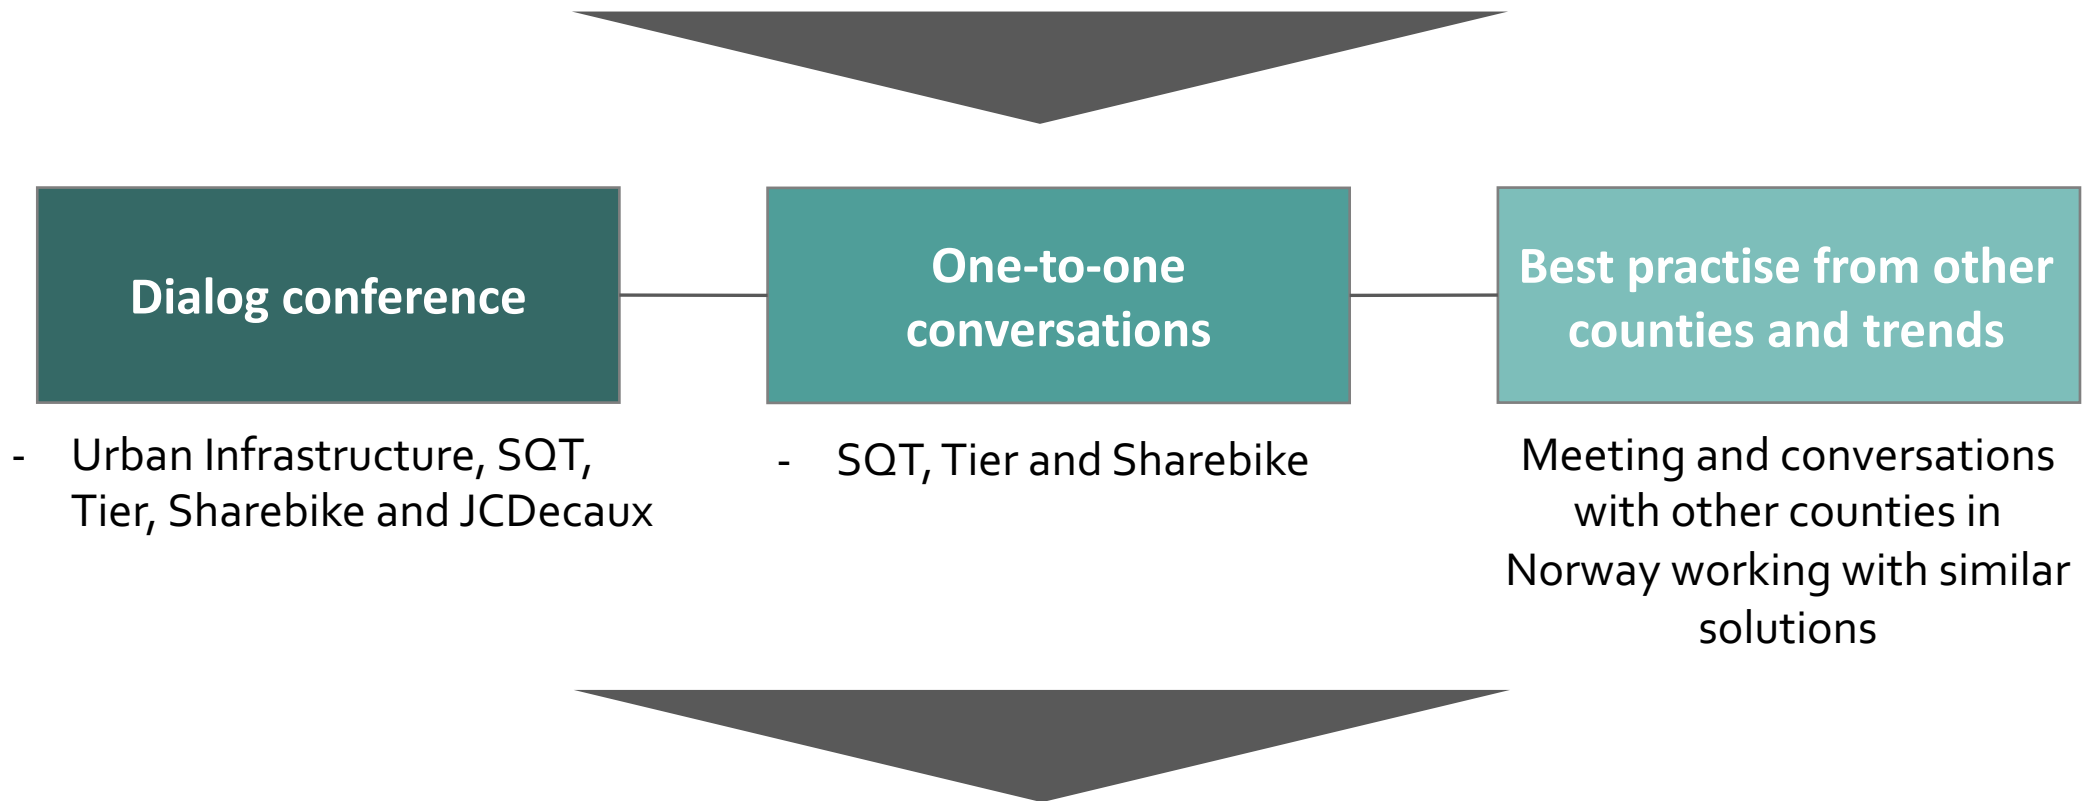 Dialog conference
- Urban Infrastructure, SQT,
Tier, Sharebike and JCDecaux
One-to-one
conversations
- SQT, Tier and Sharebike
Best practise from other
counties and trends
Meeting and conversations
with other counties in
Norway working with similar
solutions